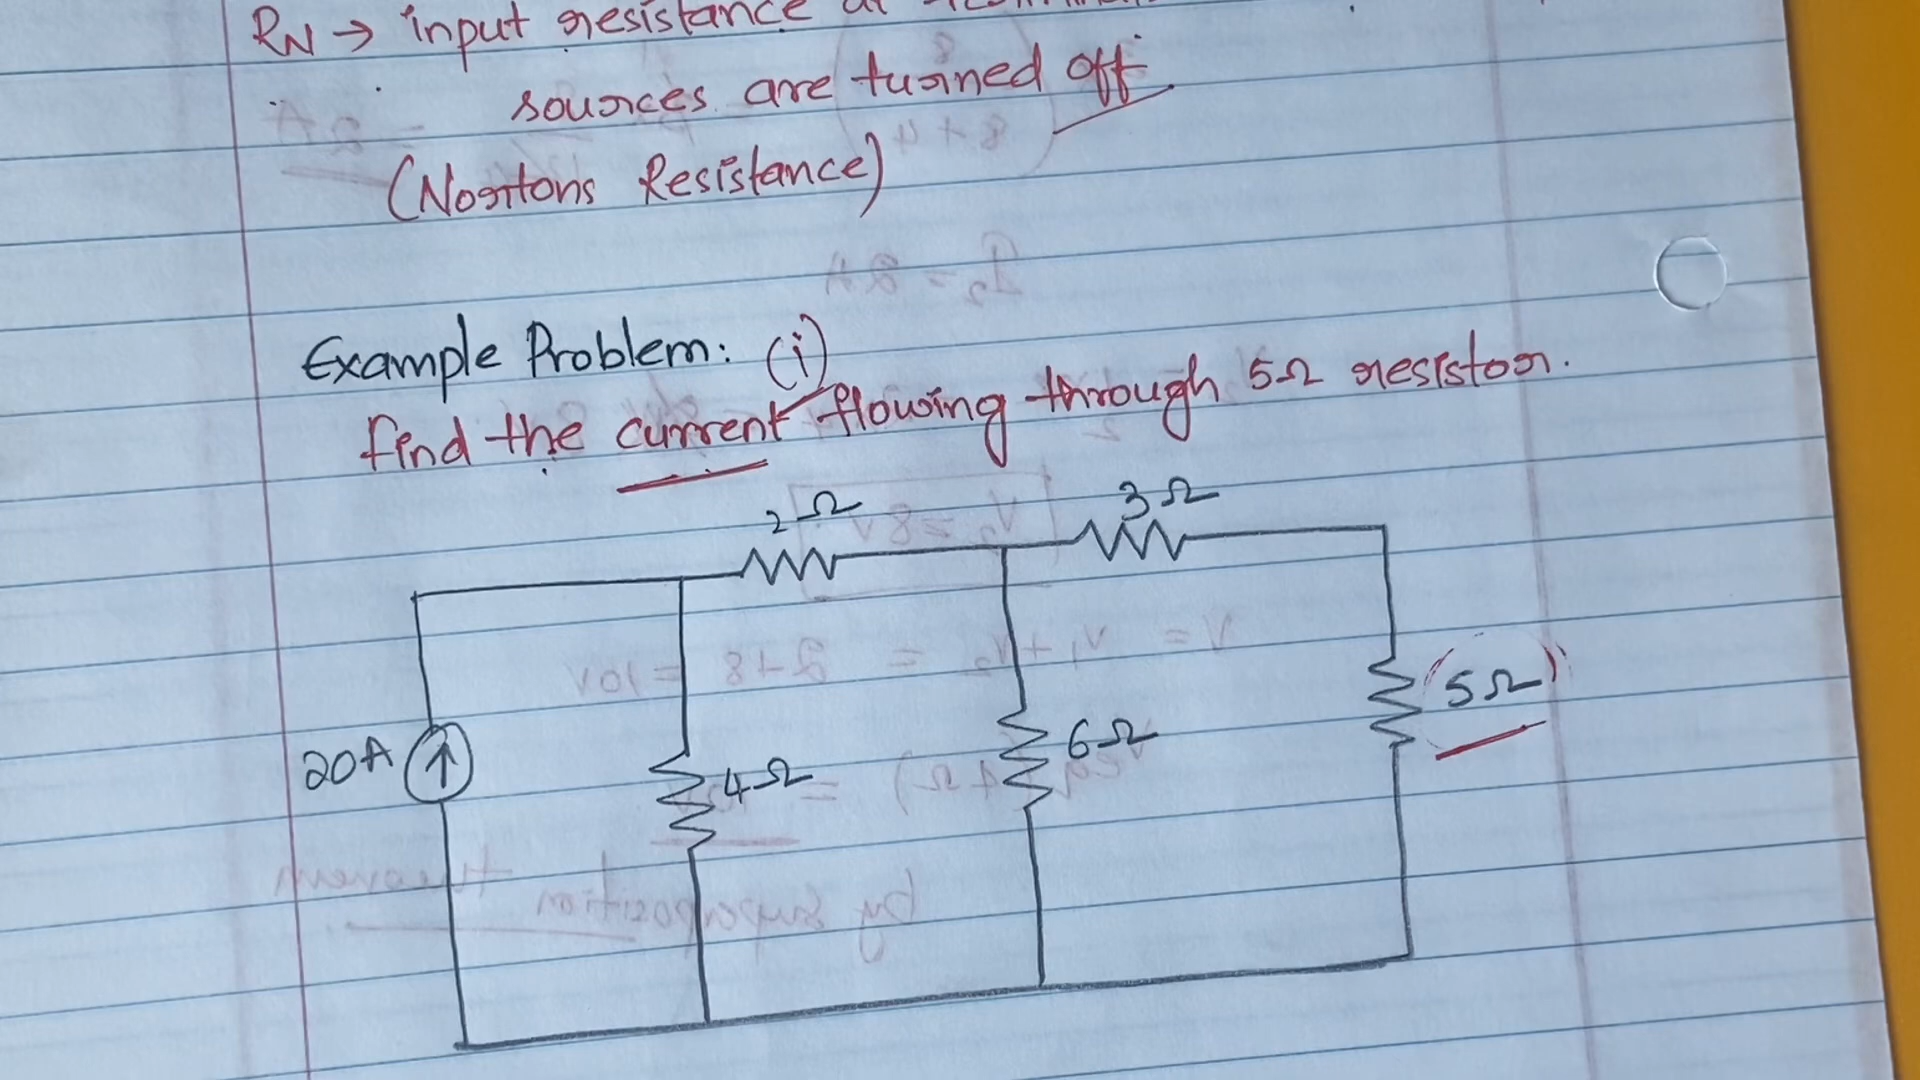 RN → input resistance at
sources are turned off
(Nortons Resistance)
Example Problem: (i)
find the current flowing through 5Ω resistor.
2Ω
3Ω
20A
4Ω
6Ω
5Ω